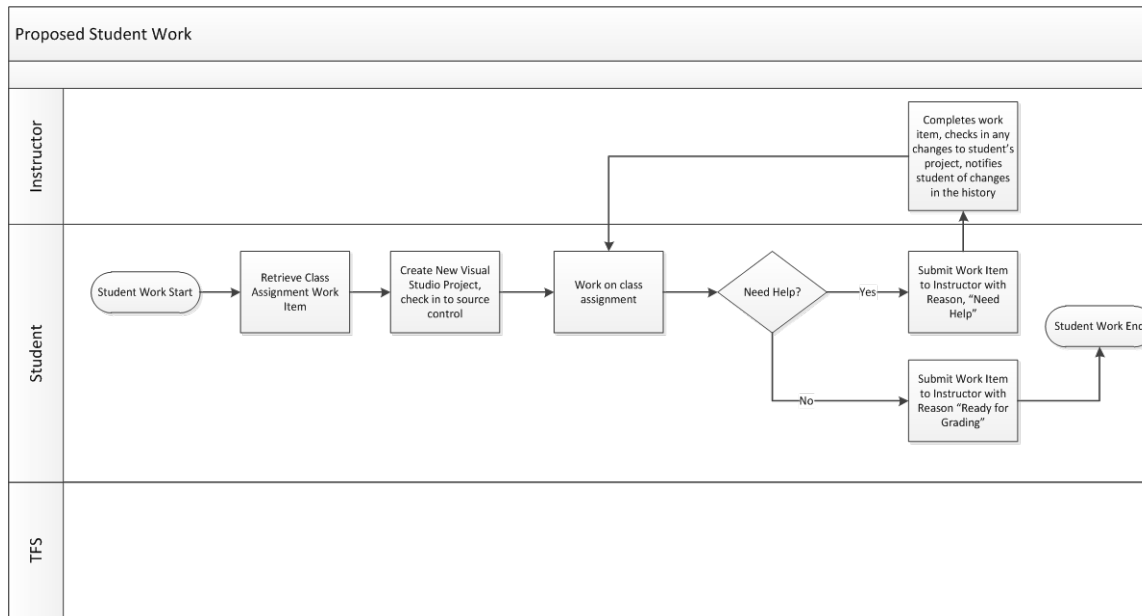 Proposed Student Work
Instructor
Completes work
item, checks in any
changes to student's
project, notifies
student of changes
in the history
Student
Student Work Start
Retrieve Class
Assignment Work
Item
Create New Visual
Studio Project,
check in to source
control
Work on class
assignment
Need Help?
Yes
Submit Work Item
to Instructor with
Reason, “Need
Help”
Student Work End
No
Submit Work Item
to Instructor with
Reason “Ready for
Grading”
TFS